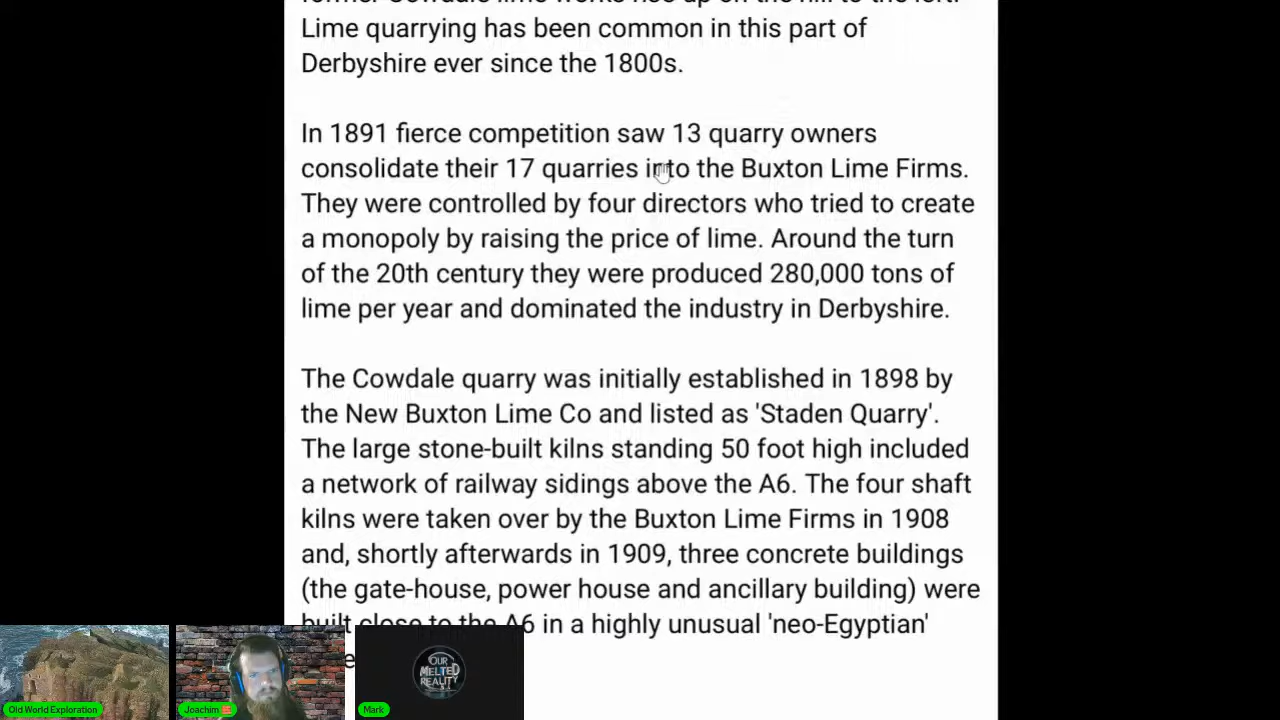 Lime quarrying has been common in this part of
Derbyshire ever since the 1800s.
In 1891 fierce competition saw 13 quarry owners
consolidate their 17 quarries into the Buxton Lime Firms.
They were controlled by four directors who tried to create
a monopoly by raising the price of lime. Around the turn
of the 20th century they were produced 280,000 tons of
lime per year and dominated the industry in Derbyshire.
The Cowdale quarry was initially established in 1898 by
the New Buxton Lime Co and listed as 'Staden Quarry'.
The large stone-built kilns standing 50 foot high included
a network of railway sidings above the A6. The four shaft
kilns were taken over by the Buxton Lime Firms in 1908
and, shortly afterwards in 1909, three concrete buildings
(the gate-house, power house and ancillary building) were
built close to the A6 in a highly unusual 'neo-Egyptian'
OUR
MELTED
REALITY
Old World Exploration
Joachim
Mark